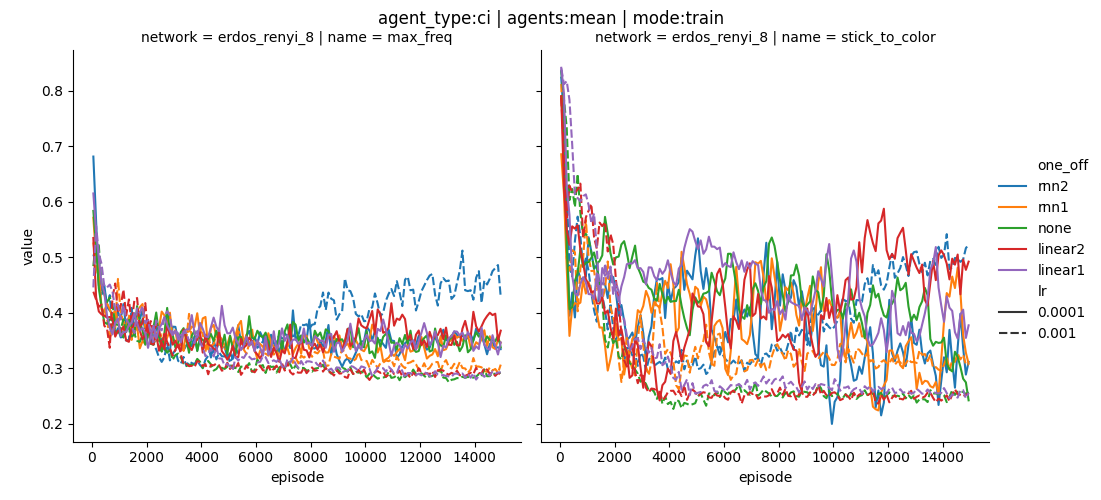 agent_type:ci | agents:mean | mode:train
network = erdos_renyi_8 | name = max_freq
network = erdos_renyi_8 | name = stick_to_color
value
0.8
0.7
0.6
0.5
0.4
0.3
0.2
0 2000 4000 6000 8000 10000 12000 14000
0 2000 4000 6000 8000 10000 12000 14000
episode
episode
one_off
rnn2
rnn1
none
linear2
linear1
lr
0.0001
0.001